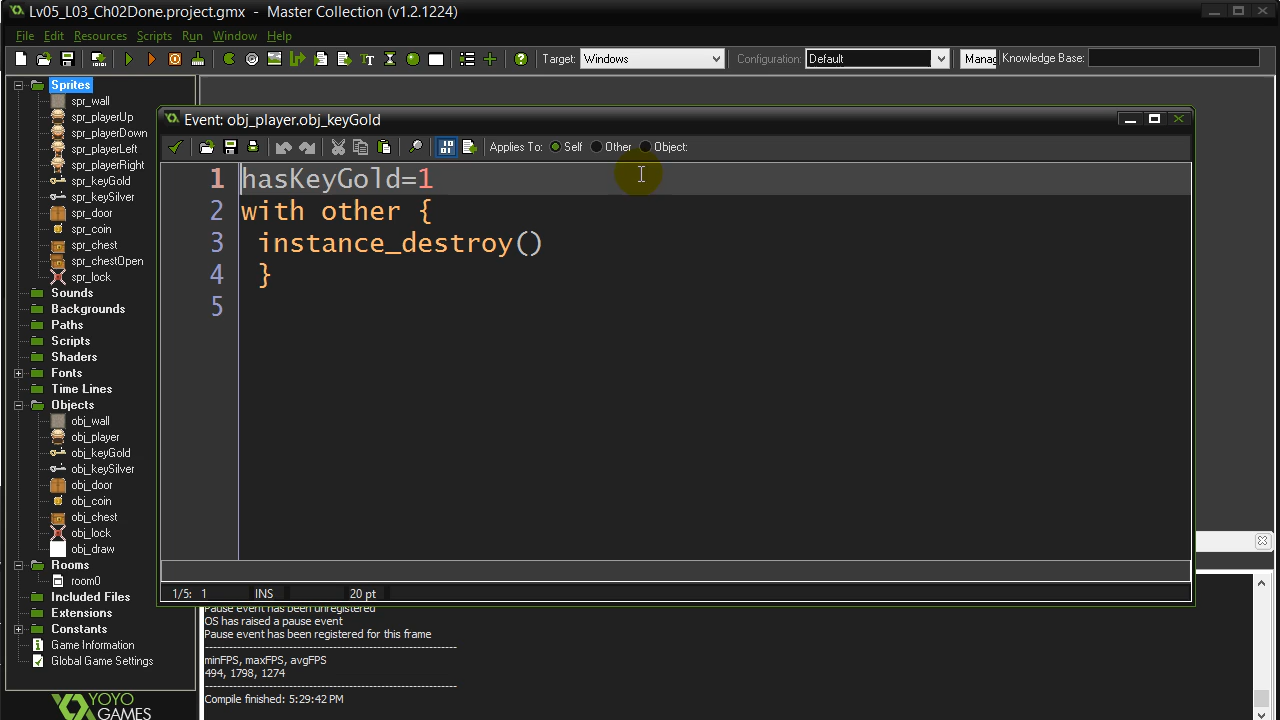 Lv05_L03_Ch02Done.project.gmx - Master Collection (v1.2.1224)
File Edit Resources Scripts Run Window Help
Target: Windows Configuration: Default Manag Knowledge Base:
Sprites
spr_wall
spr_playerUp
spr_playerDown
spr_playerLeft
spr_playerRight
spr_keyGold
spr_keySilver
spr_door
spr_coin
spr_chest
spr_chestOpen
spr_lock
Sounds
Backgrounds
Paths
Scripts
Shaders
Fonts
Time Lines
Objects
obj_wall
obj_player
obj_keyGold
obj_keySilver
obj_door
obj_coin
obj_chest
obj_lock
obj_draw
Rooms
room0
Included Files
Extensions
Constants
Game Information
Global Game Settings
YOYO
GAMES
Event: obj_player.obj_keyGold
Applies To: Self Other Object:
1 hasKeyGold=1
2 with other {
3 instance_destroy()
4 }
5
1/5: 1 INS 20 pt
Pause event has been unregistered
OS has raised a pause event
Pause event has been registered for this frame
minFPS, maxFPS, avgFPS
494, 1798, 1274
Compile finished: 5:29:42 PM